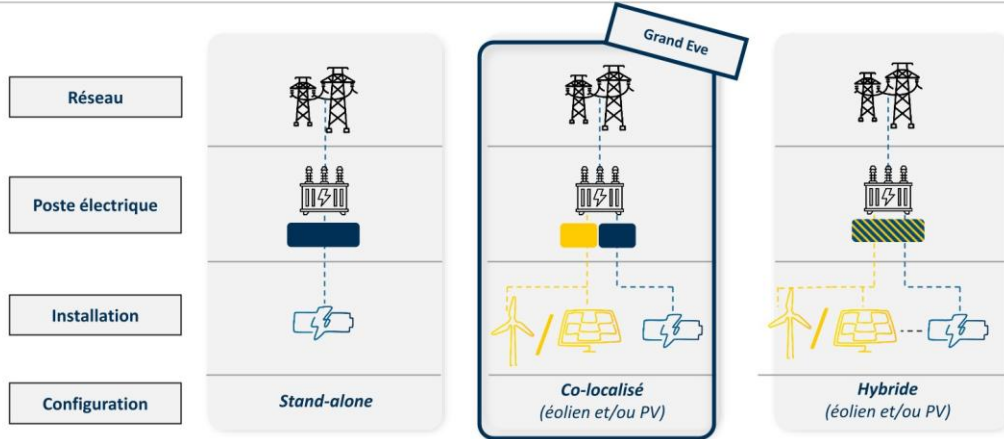 Grand Eve
Réseau
Poste électrique
Installation
Configuration
Stand-alone
Co-localisé
(éolien et/ou PV)
Hybride
(éolien et/ou PV)